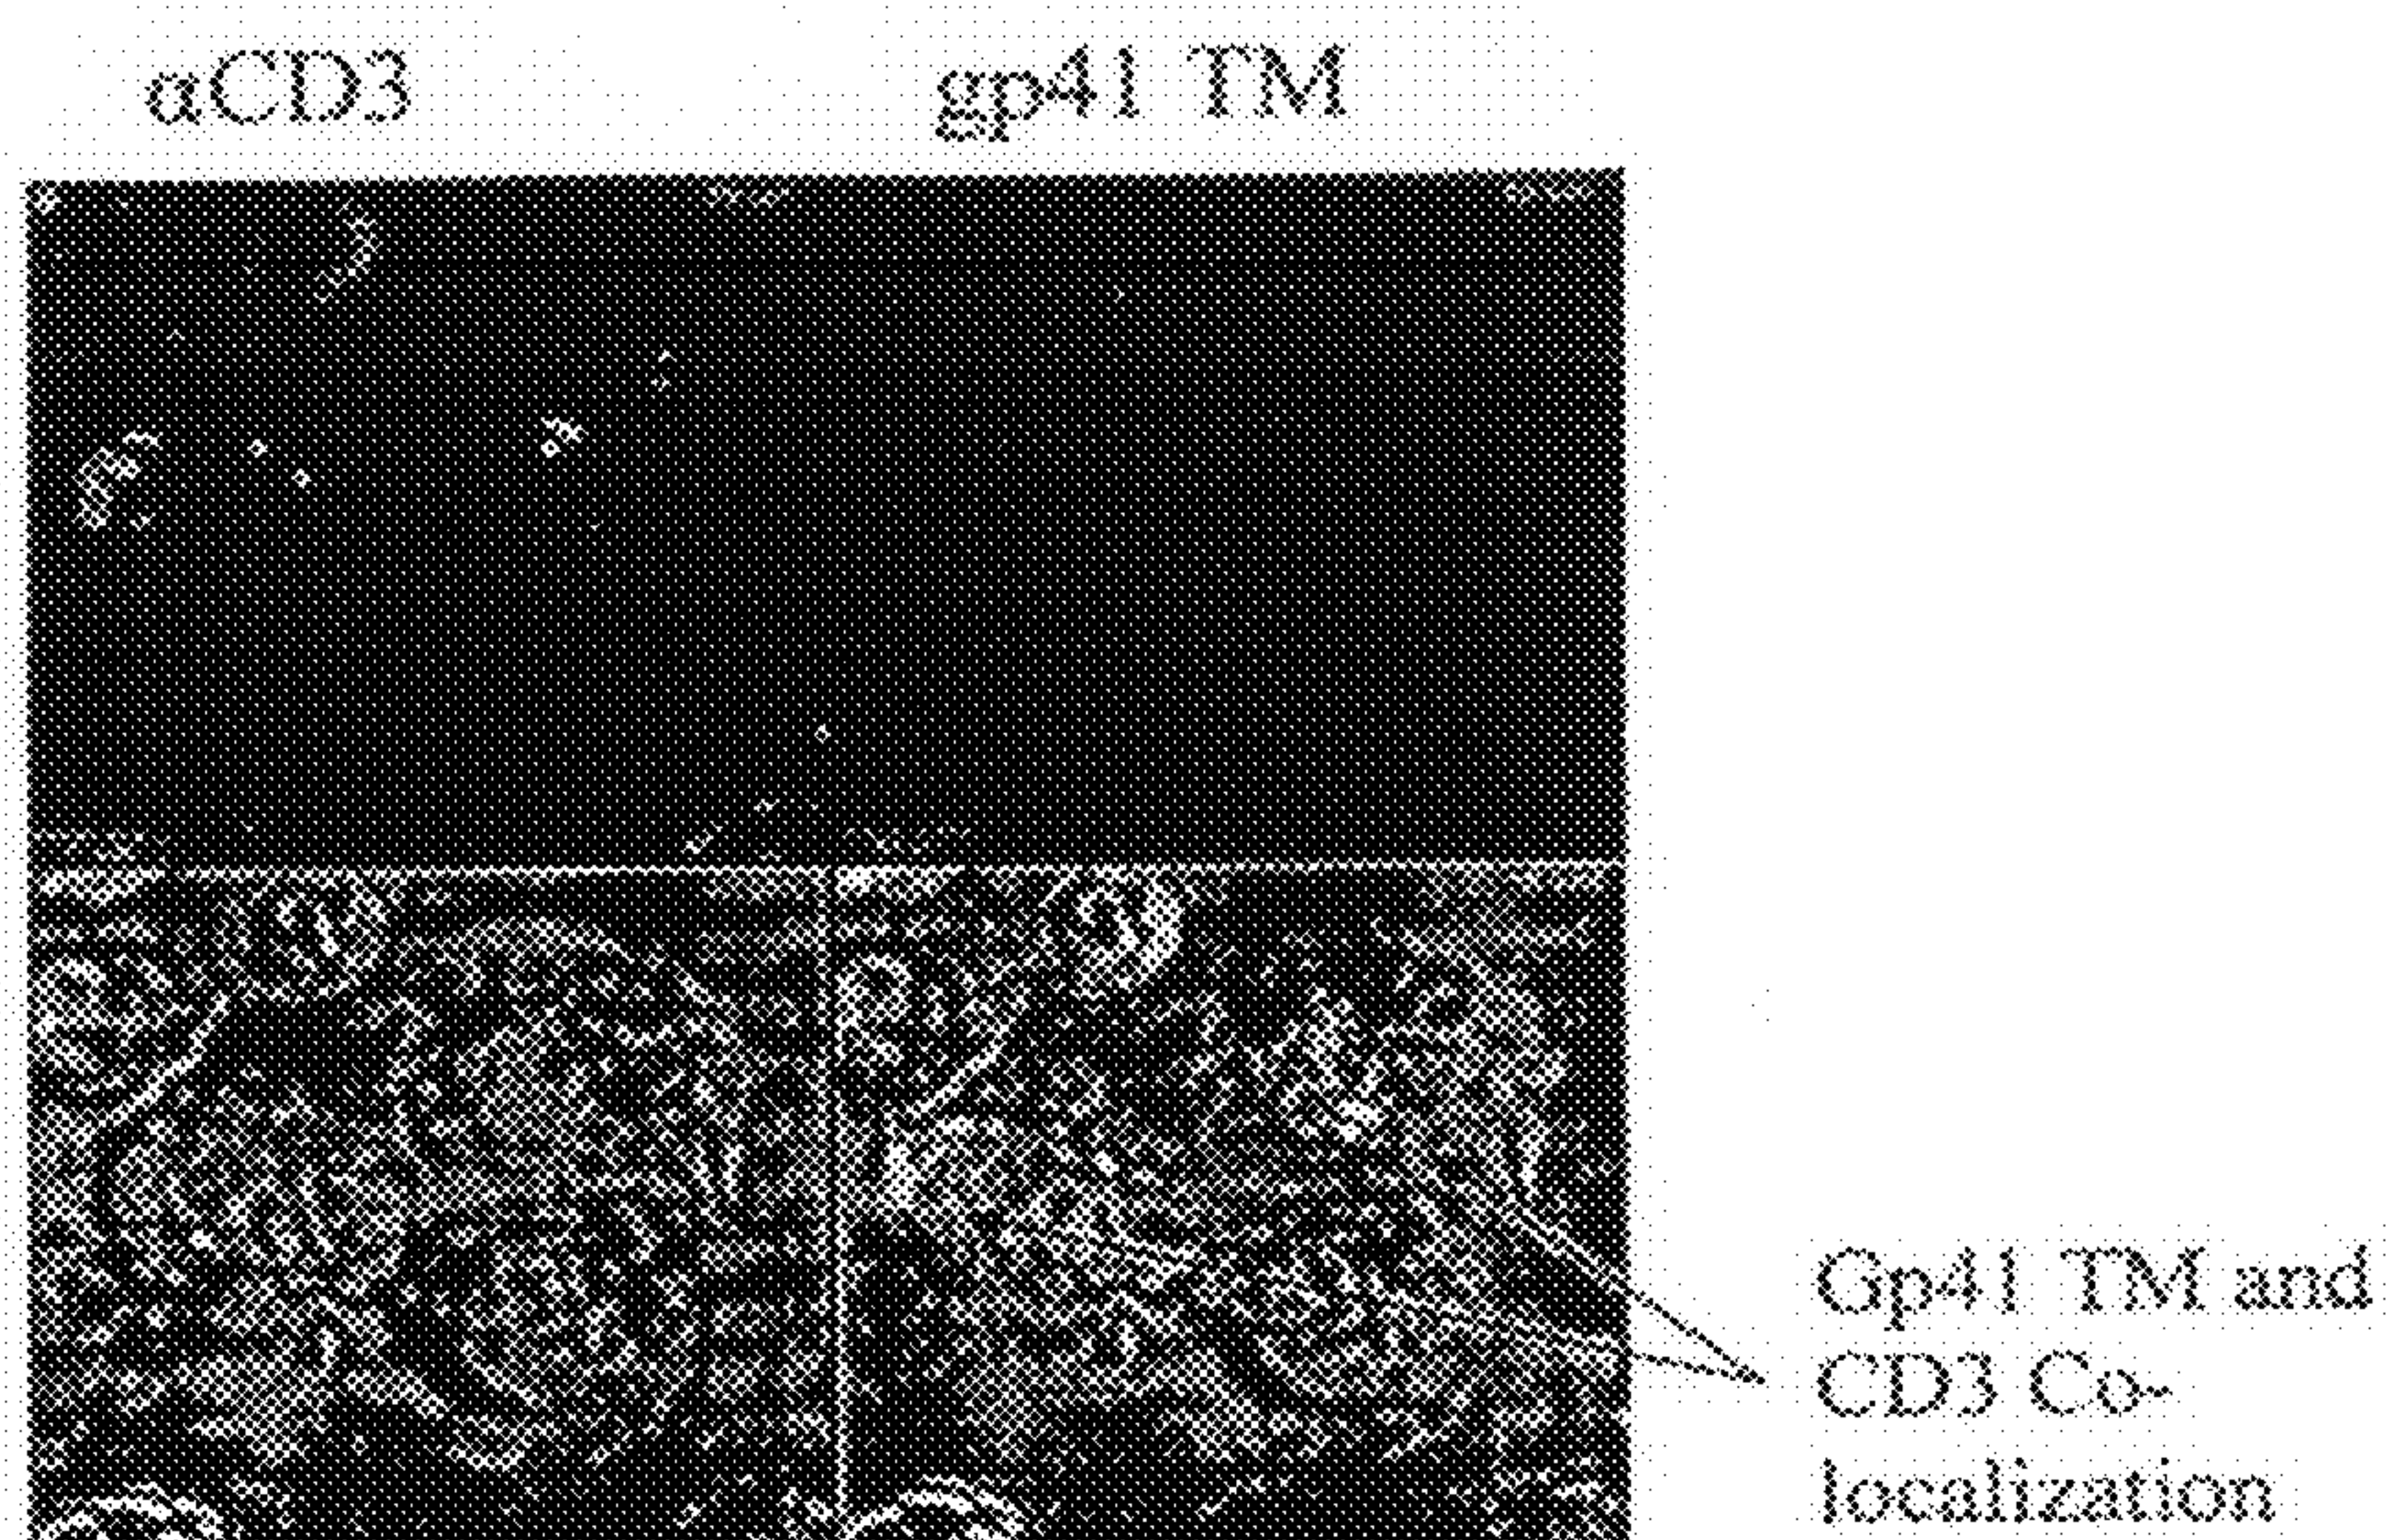 αCD3
gp41 TM
Gp41 TM and
CD3 Co-
localization